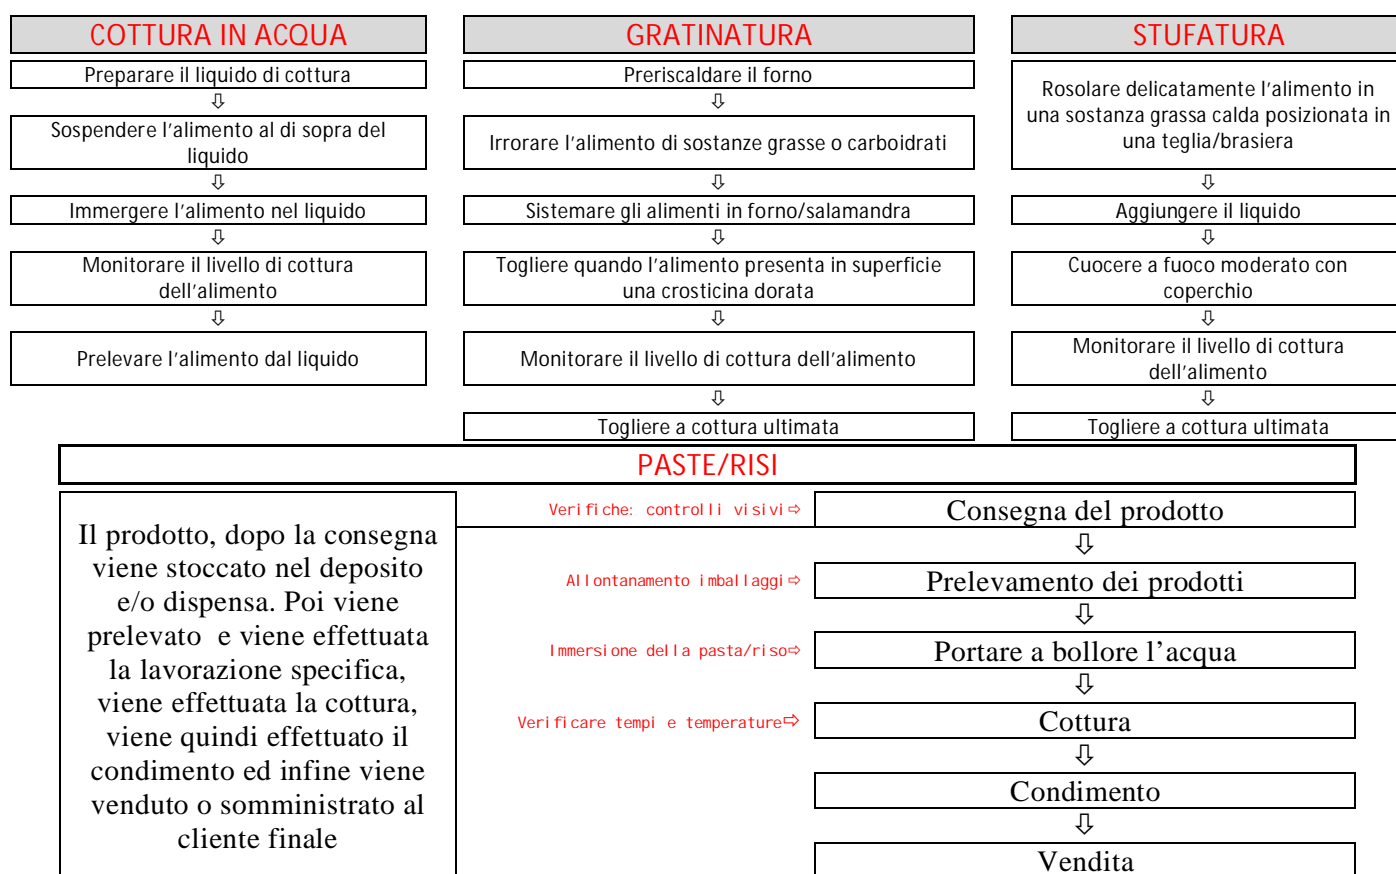 COTTURA IN ACQUA
Preparare il liquido di cottura
⇩
Sospendere l’alimento al di sopra del
liquido
⇩
Immergere l’alimento nel liquido
⇩
Monitorare il livello di cottura
dell’alimento
⇩
Prelevare l’alimento dal liquido
GRATINATURA
Preriscaldare il forno
⇩
Irrorare l’alimento di sostanze grasse o carboidrati
⇩
Sistemare gli alimenti in forno/salamandra
⇩
Togliere quando l’alimento presenta in superficie
una crosticina dorata
⇩
Monitorare il livello di cottura dell’alimento
⇩
Togliere a cottura ultimata
STUFATURA
Rosolare delicatamente l’alimento in
una sostanza grassa calda posizionata in
una teglia/brasiera
⇩
Aggiungere il liquido
⇩
Cuocere a fuoco moderato con
coperchio
⇩
Monitorare il livello di cottura
dell’alimento
⇩
Togliere a cottura ultimata
PASTE/RISI
Il prodotto, dopo la consegna
viene stoccato nel deposito
e/o dispensa. Poi viene
prelevato e viene effettuata
la lavorazione specifica,
viene effettuata la cottura,
viene quindi effettuato il
condimento ed infine viene
venduto o somministrato al
cliente finale
Verifiche: controlli visivi⇨
Consegna del prodotto
⇩
Allontanamento imballaggi⇨
Prelevamento dei prodotti
⇩
Immersione della pasta/riso⇨
Portare a bollore l’acqua
⇩
Verificare tempi e temperature⇨
Cottura
⇩
Condimento
⇩
Vendita